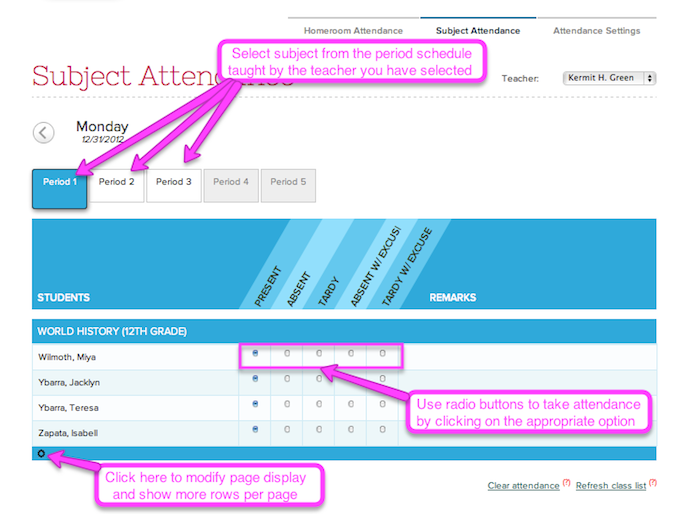 Homeroom Attendance Subject Attendance Attendance Settings
Select subject from the period schedule
taught by the teacher you have selected
Subject Attendance
Teacher: Kermit H. Green
Monday
12/31/2012
Period 1 Period 2 Period 3 Period 4 Period 5
STUDENTS PRESENT ABSENT TARDY ABSENT W/ EXCUSE TARDY W/ EXCUSE REMARKS
WORLD HISTORY (12TH GRADE)
Wilmoth, Miya
Ybarra, Jacklyn
Ybarra, Teresa
Use radio buttons to take attendance
by clicking on the appropriate option
Zapata, Isabell
Click here to modify page display
and show more rows per page
Clear attendance (?) Refresh class list (?)